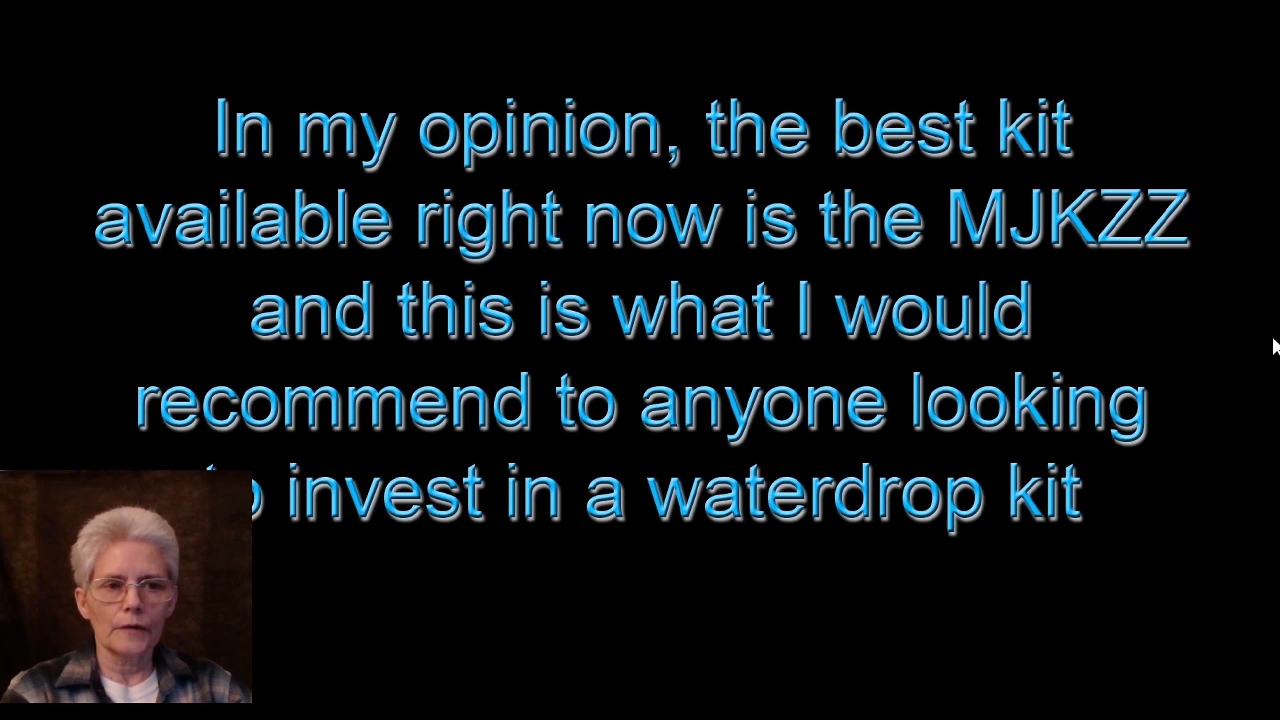 In my opinion, the best kit
available right now is the MJKZZ
and this is what I would
recommend to anyone looking
to invest in a waterdrop kit